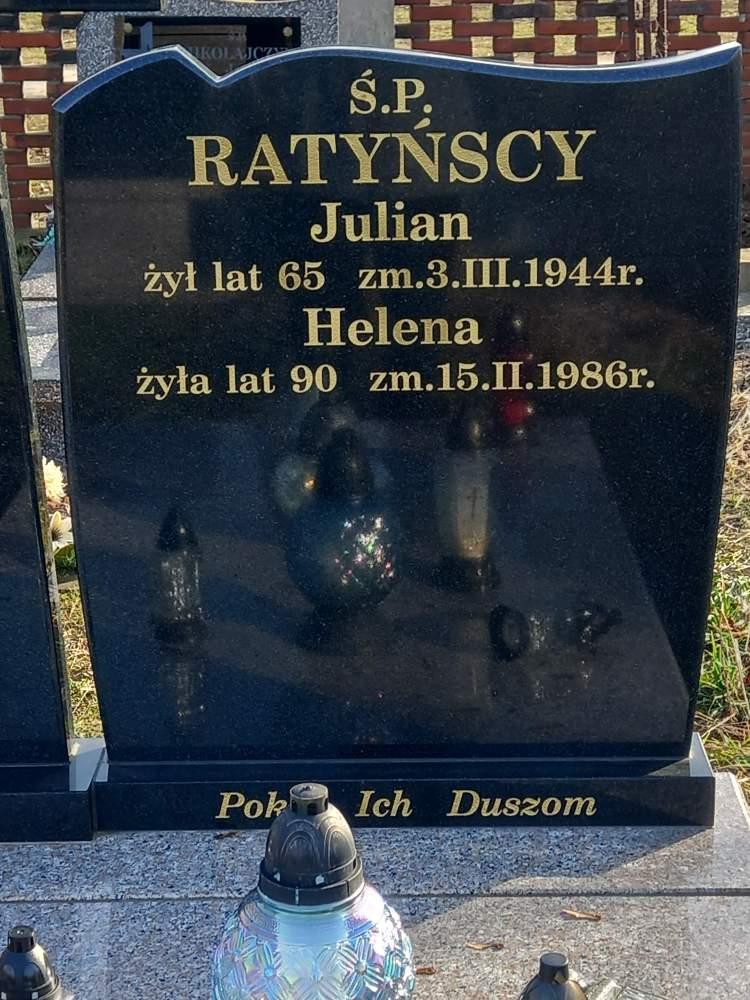 Ś.P.
RATYŃSCY
Julian
żył lat 65 zm.3.III.1944r.
Helena
żyła lat 90 zm.15.II.1986r.
Ich Duszom